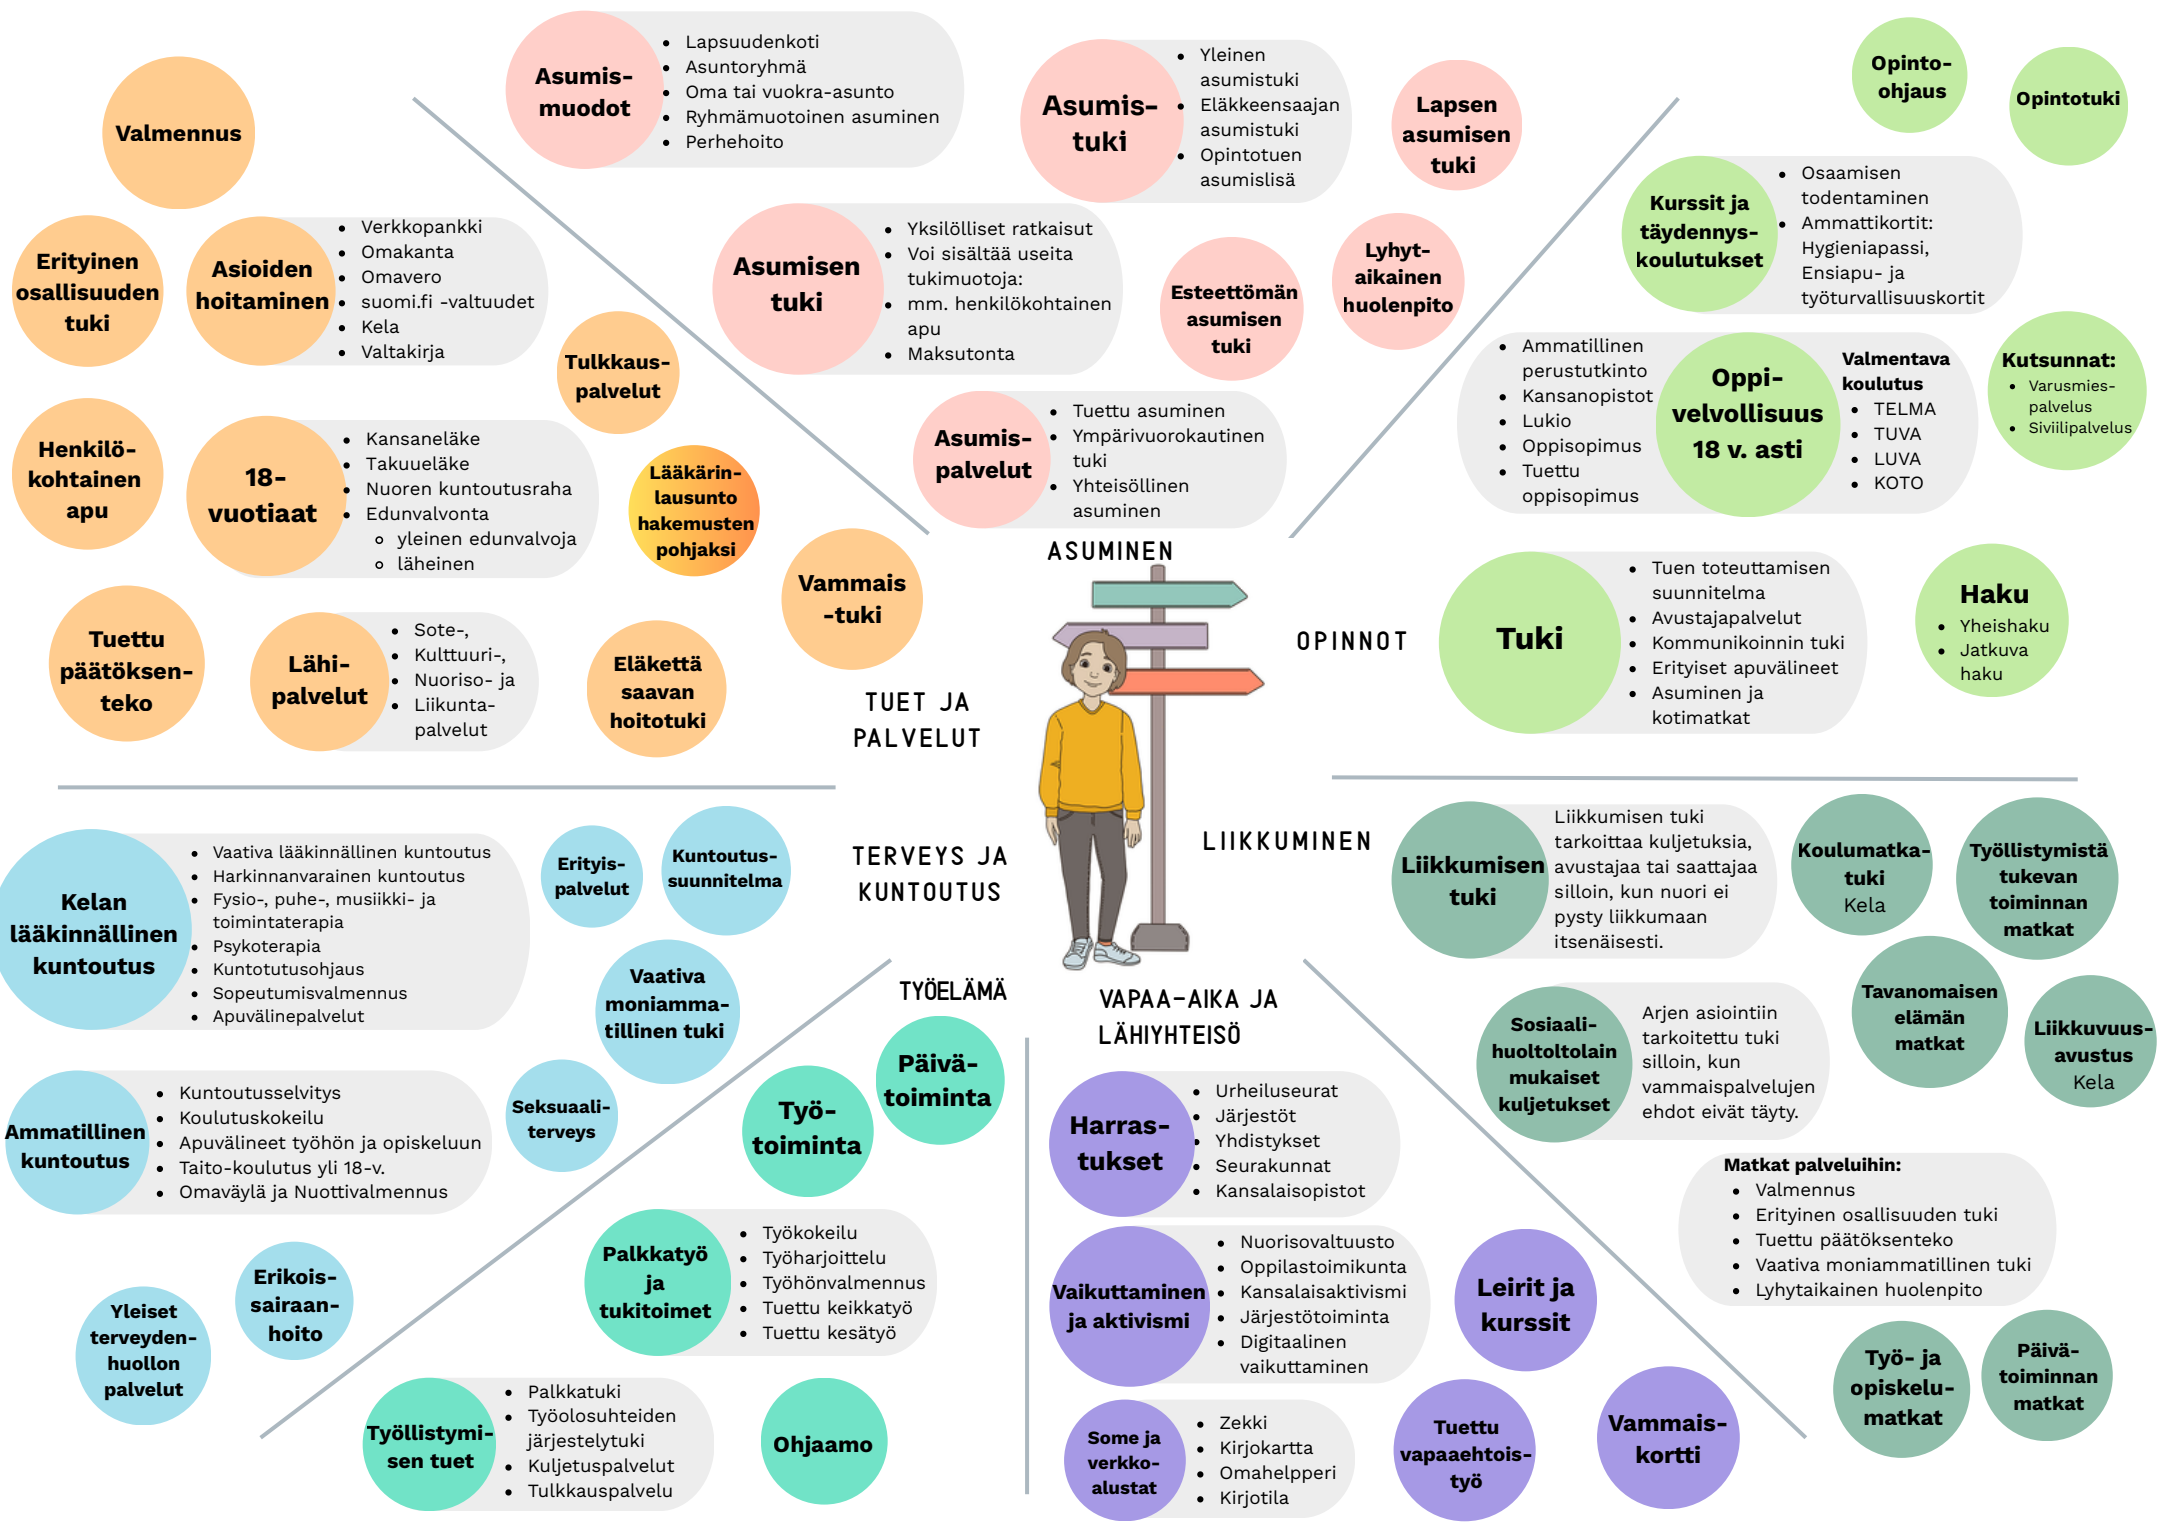 Asumis-
muodot
Lapsuudenkoti
Asuntoryhmä
Oma tai vuokra-asunto
Ryhmämuotoinen asuminen
Perhehoito
Asumis-
tuki
Yleinen
asumistuki
Eläkkeensaajan
asumistuki
Opintotuen
asumislisä
Lapsen
asumisen
tuki
Asumisen
tuki
Yksilölliset ratkaisut
Voi sisältää useita
tukimuotoja:
mm. henkilökohtainen
apu
Maksutonta
Esteettömän
asumisen
tuki
Lyhyt-
aikainen
huolenpito
Asumis-
palvelut
Tuettu asuminen
Ympärivuorokautinen
tuki
Yhteisöllinen
asuminen
ASUMINEN
Valmennus
Erityinen
osallisuuden
tuki
Asioiden
hoitaminen
Verkkopankki
Omakanta
Omavero
suomi.fi -valtuudet
Kela
Valtakirja
Tulkkaus-
palvelut
Henkilö-
kohtainen
apu
18-
vuotiaat
Kansaneläke
Takuueläke
Nuoren kuntoutusraha
Edunvalvonta
yleinen edunvalvoja
läheinen
Lääkärin-
lausunto
hakemusten
pohjaksi
Vammais
-tuki
Tuettu
päätöksen-
teko
Lähi-
palvelut
Sote-,
Kulttuuri-,
Nuoriso- ja
Liikunta-
palvelut
Eläkettä
saavan
hoitotuki
TUET JA
PALVELUT
Opinto-
ohjaus
Opintotuki
Kurssit ja
täydennys-
koulutukset
Osaamisen
todentaminen
Ammattikortit:
Hygieniapassi,
Ensiapu- ja
työturvallisuuskortit
Ammatillinen
perustutkinto
Kansanopistot
Lukio
Oppisopimus
Tuettu
oppisopimus
Oppi-
velvollisuus
18 v. asti
Valmentava
koulutus
TELMA
TUVA
LUVA
KOTO
Kutsunnat:
Varusmies-
palvelus
Siviilipalvelus
OPINNOT
Tuki
Tuen toteuttamisen
suunnitelma
Avustajapalvelut
Kommunikoinnin tuki
Erityiset apuvälineet
Asuminen ja
kotimatkat
Haku
Yheishaku
Jatkuva
haku
TERVEYS JA
KUNTOUTUS
Kelan
lääkinnällinen
kuntoutus
Vaativa lääkinnällinen kuntoutus
Harkinnanvarainen kuntoutus
Fysio-, puhe-, musiikki- ja
toimintaterapia
Psykoterapia
Kuntotutusohjaus
Sopeutumisvalmennus
Apuvälinepalvelut
Erityis-
palvelut
Kuntoutus-
suunnitelma
Vaativa
moniamma-
tillinen tuki
Ammatillinen
kuntoutus
Kuntoutusselvitys
Koulutuskokeilu
Apuvälineet työhön ja opiskeluun
Taito-koulutus yli 18-v.
Omaväylä ja Nuottivalmennus
Seksuaali-
terveys
Yleiset
terveyden-
huollon
palvelut
Erikois-
sairaan-
hoito
TYÖELÄMÄ
Päivä-
toiminta
Työ-
toiminta
Palkkatyö
ja
tukitoimet
Työkokeilu
Työharjoittelu
Työhönvalmennus
Tuettu keikkatyö
Tuettu kesätyö
Työllistymi-
sen tuet
Palkkatuki
Työolosuhteiden
järjestelytuki
Kuljetuspalvelut
Tulkkauspalvelu
Ohjaamo
VAPAA-AIKA JA
LÄHIYHTEISÖ
Harras-
tukset
Urheiluseurat
Järjestöt
Yhdistykset
Seurakunnat
Kansalaisopistot
Vaikuttaminen
ja aktivismi
Nuorisovaltuusto
Oppilastoimikunta
Kansalaisaktivismi
Järjestötoiminta
Digitaalinen
vaikuttaminen
Leirit ja
kurssit
Some ja
verkko-
alustat
Zekki
Kirjokartta
Omahelpperi
Kirjotila
Tuettu
vapaaehtois-
työ
Vammais-
kortti
LIIKKUMINEN
Liikkumisen
tuki
Liikkumisen tuki
tarkoittaa kuljetuksia,
avustajaa tai saattajaa
silloin, kun nuori ei
pysty liikkumaan
itsenäisesti.
Koulumatka-
tuki
Kela
Työllistymistä
tukevan
toiminnan
matkat
Tavanomaisen
elämän
matkat
Liikkuvuus-
avustus
Kela
Sosiaali-
huoltoltolain
mukaiset
kuljetukset
Arjen asiointiin
tarkoitettu tuki
silloin, kun
vammaispalvelujen
ehdot eivät täyty.
Matkat palveluihin:
Valmennus
Erityinen osallisuuden tuki
Tuettu päätöksenteko
Vaativa moniammatillinen tuki
Lyhytaikainen huolenpito
Työ- ja
opiskelu-
matkat
Päivä-
toiminnan
matkat